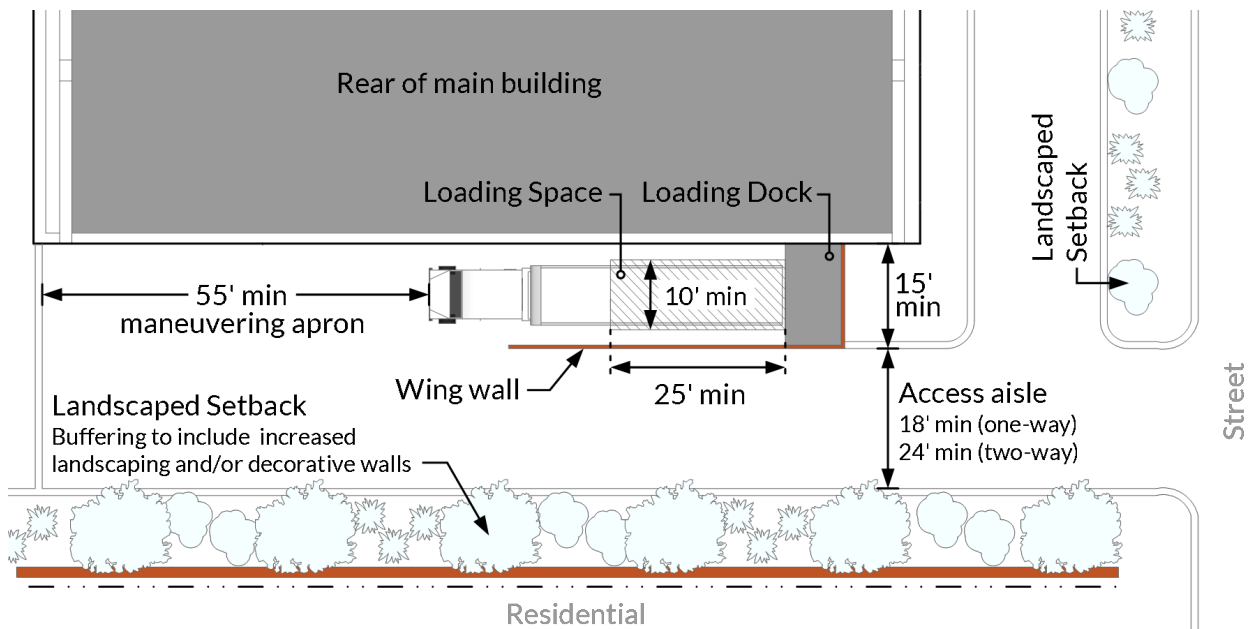 Rear of main building
Loading Space
Loading Dock
Landscaped
Setback
55' min
maneuvering apron
10' min
15'
min
Wing wall
25' min
Landscaped Setback
Buffering to include increased
landscaping and/or decorative walls
Access aisle
18' min (one-way)
24' min (two-way)
Street
Residential